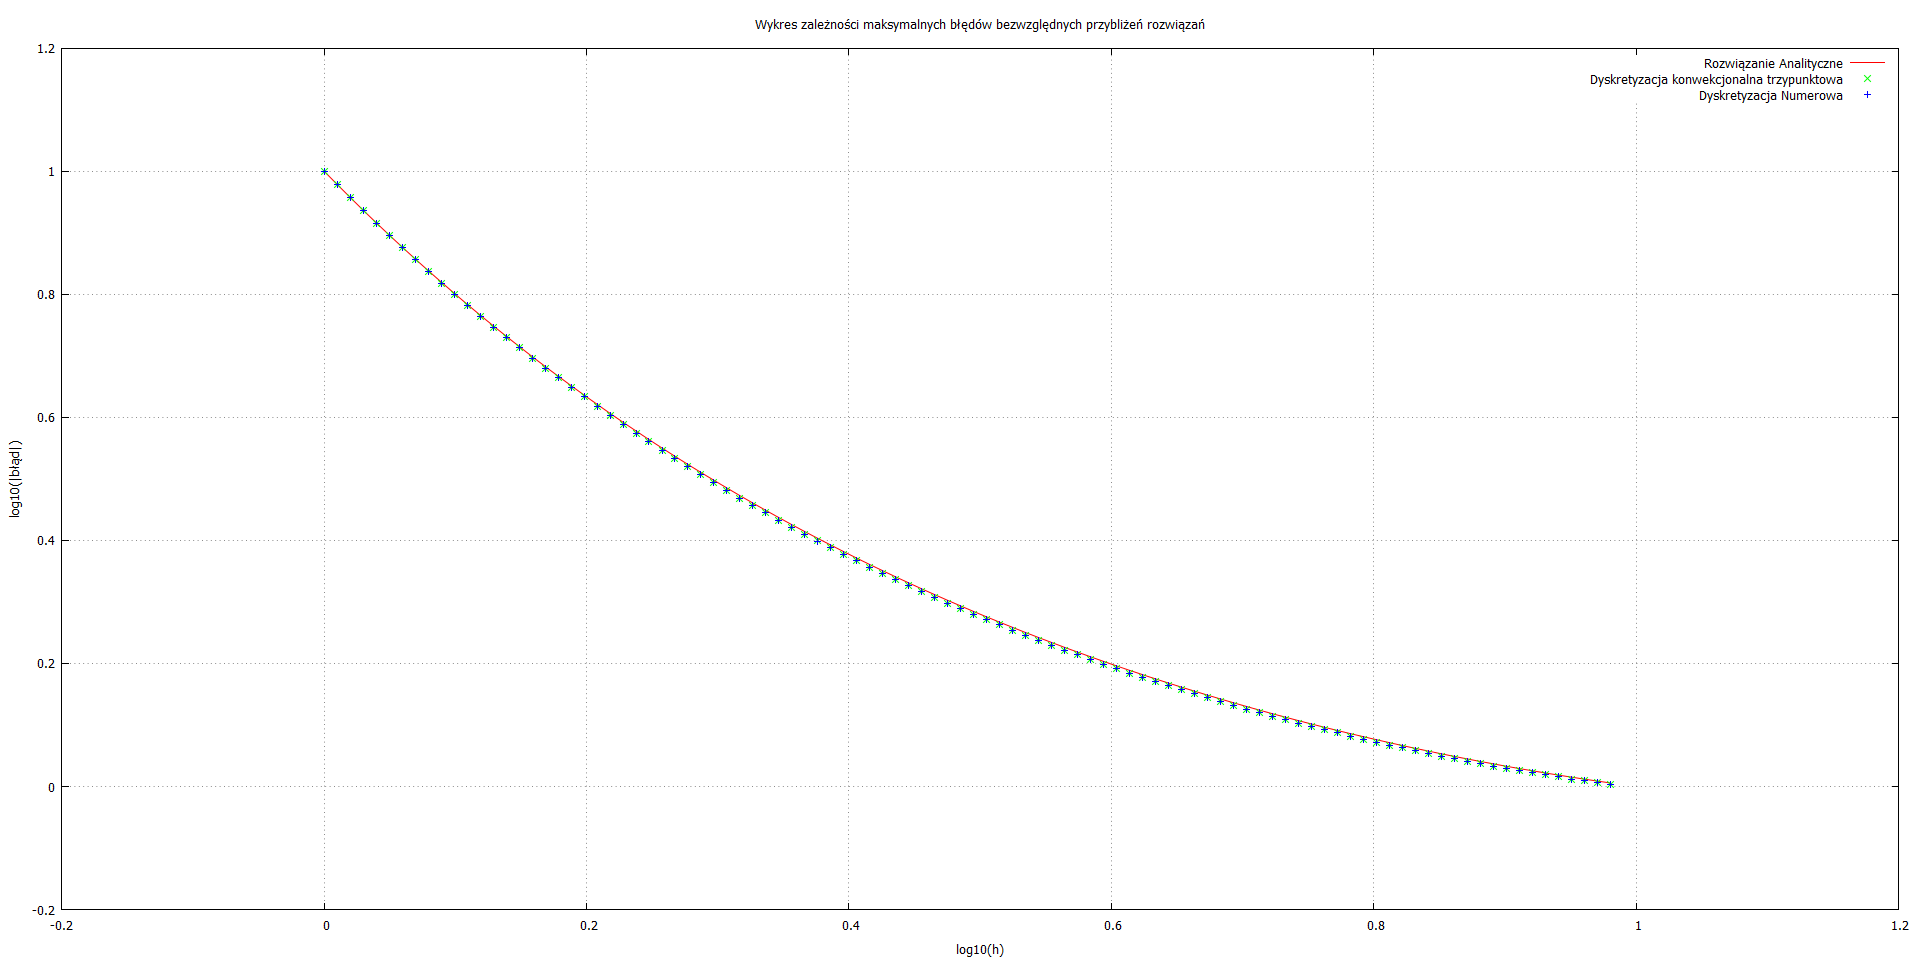 Wykres zależności maksymalnych błędów bezwzględnych przybliżeń rozwiązań
1.2
Rozwiązanie Analityczne
Dyskretyzacja konwekcjonalna trzypunktowa
Dyskretyzacja Numerowa
1
0.8
0.6
log10(|błąd|)
0.4
0.2
0
-0.2
-0.2 0 0.2 0.4 0.6 0.8 1 1.2
log10(h)